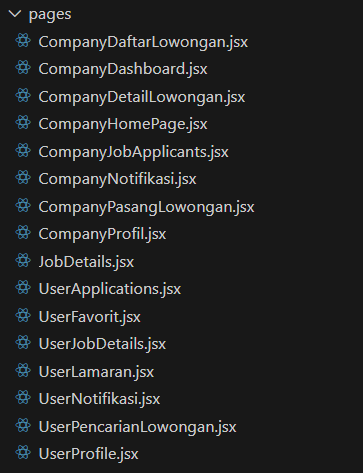 pages
CompanyDaftarLowongan.jsx
CompanyDashboard.jsx
CompanyDetailLowongan.jsx
CompanyHomePage.jsx
CompanyJobApplicants.jsx
CompanyNotifikasi.jsx
CompanyPasangLowongan.jsx
CompanyProfil.jsx
JobDetails.jsx
UserApplications.jsx
UserFavorit.jsx
UserJobDetails.jsx
UserLamaran.jsx
UserNotifikasi.jsx
UserPencarianLowongan.jsx
UserProfile.jsx